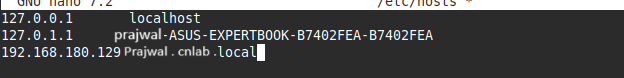 GNU nano 7.2 /etc/hosts *
127.0.0.1 localhost
127.0.1.1 prajwal-ASUS-EXPERTBOOK-B7402FEA-B7402FEA
192.168.180.129 Prajwal . cnlab .local